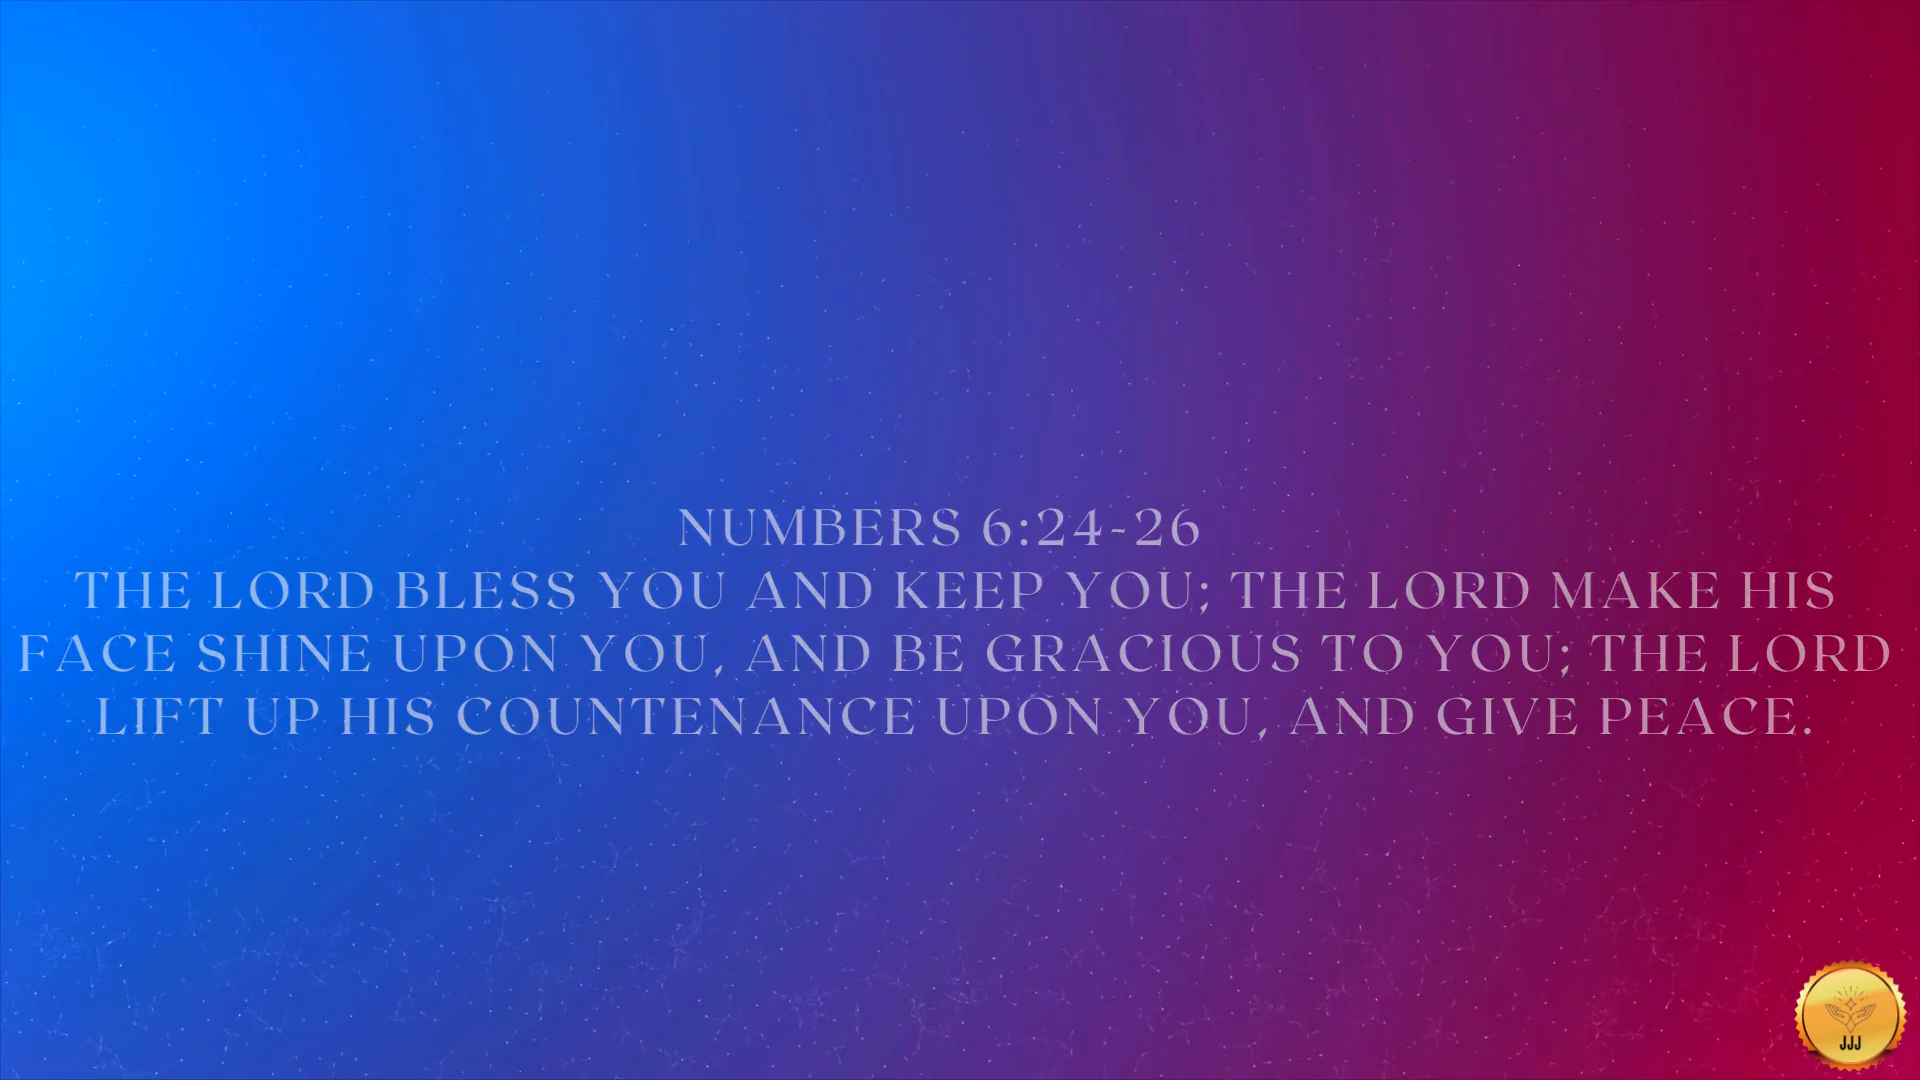 NUMBERS 6:24-26
THE LORD BLESS YOU AND KEEP YOU; THE LORD MAKE HIS
FACE SHINE UPON YOU, AND BE GRACIOUS TO YOU; THE LORD
LIFT UP HIS COUNTENANCE UPON YOU, AND GIVE PEACE.
JJJ